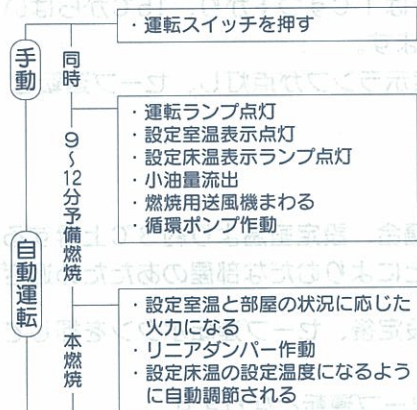 ・運転スイッチを押す
手動
同時
・運転ランプ点灯
・設定室温表示点灯
・設定床温表示ランプ点灯
・小油量流出
・燃焼用送風機まわる
・循環ポンプ作動
9〜12分予備燃焼
自動運転
・設定室温と部屋の状況に応じた
火力になる
・リニアダンパー作動
・設定床温の設定温度になるよう
に自動調節される
本燃焼